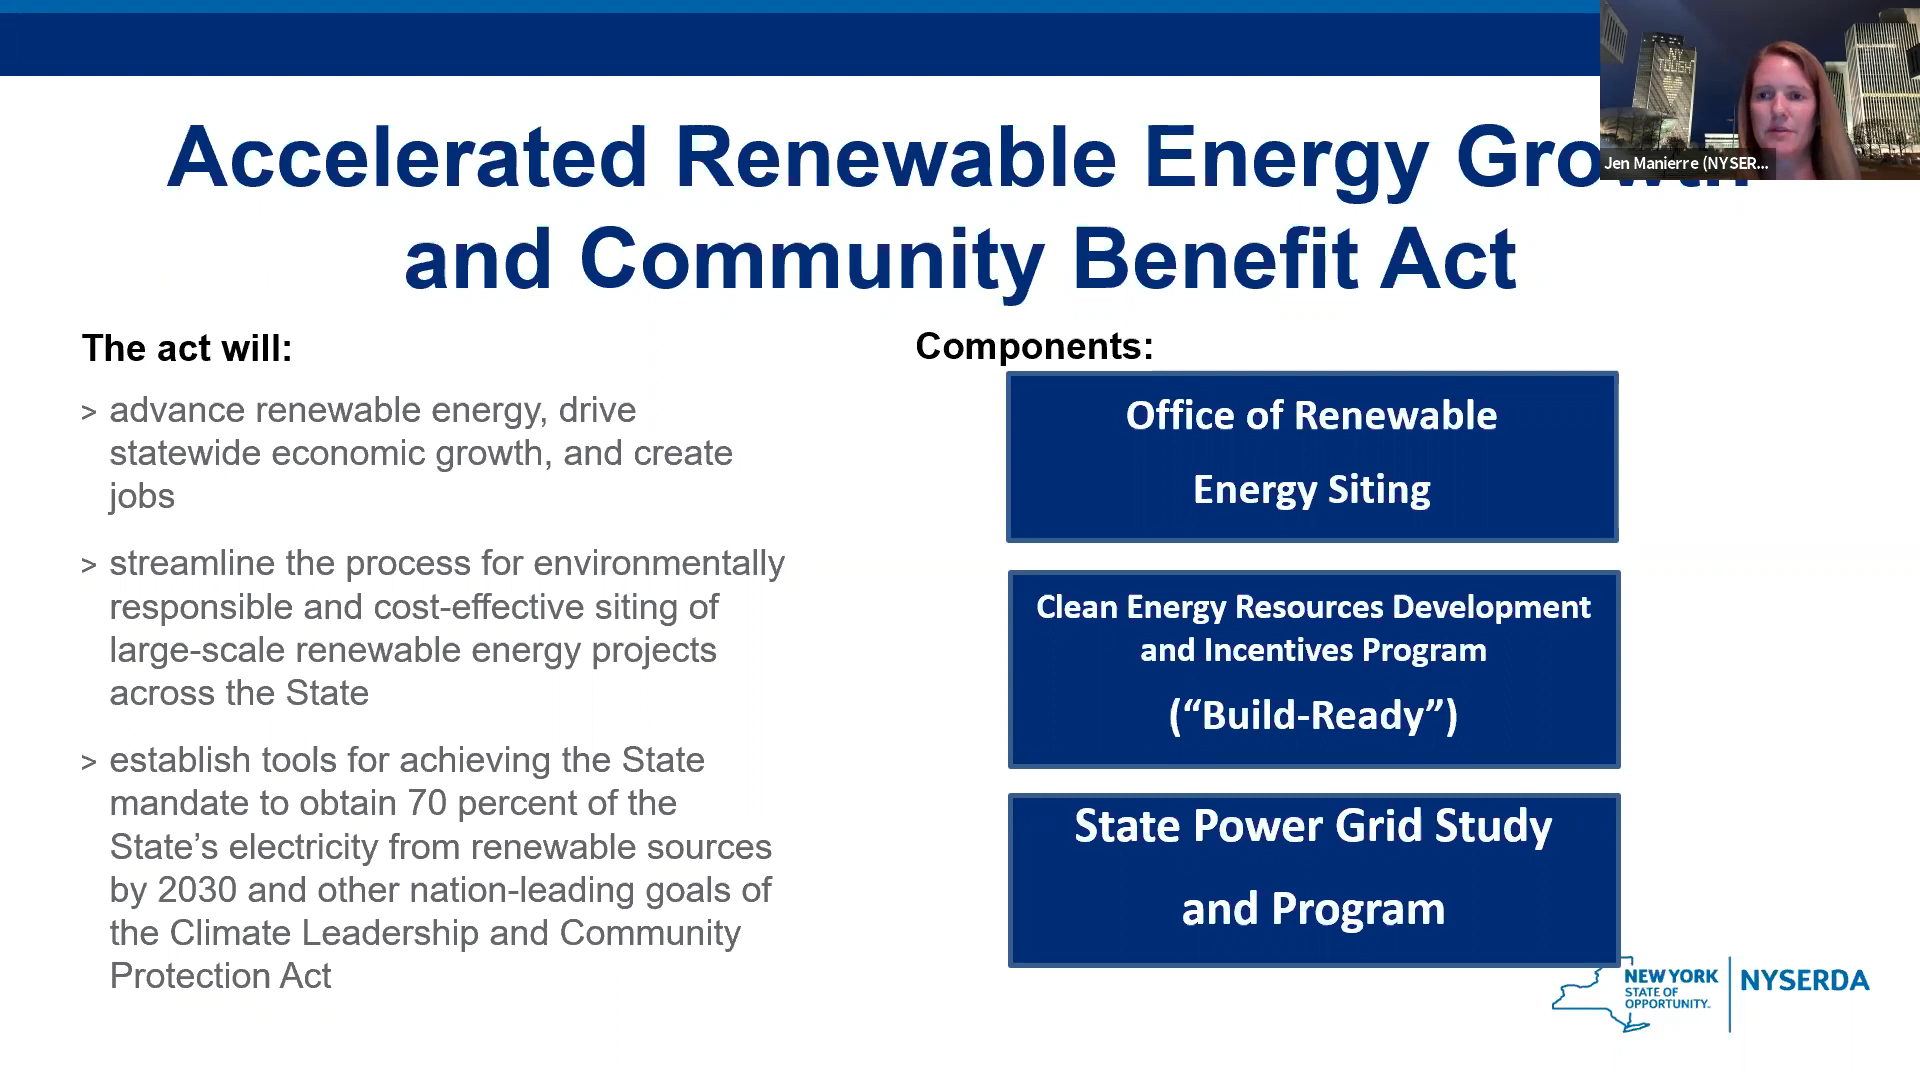 Accelerated Renewable Energy Growth
and Community Benefit Act
NY
TOUGH
Jen Manierre (NYSER...
The act will:
> advance renewable energy, drive
statewide economic growth, and create
jobs
> streamline the process for environmentally
responsible and cost-effective siting of
large-scale renewable energy projects
across the State
> establish tools for achieving the State
mandate to obtain 70 percent of the
State’s electricity from renewable sources
by 2030 and other nation-leading goals of
the Climate Leadership and Community
Protection Act
Components:
Office of Renewable
Energy Siting
Clean Energy Resources Development
and Incentives Program
(“Build-Ready”)
State Power Grid Study
and Program
NEW YORK
STATE OF
OPPORTUNITY.
NYSERDA